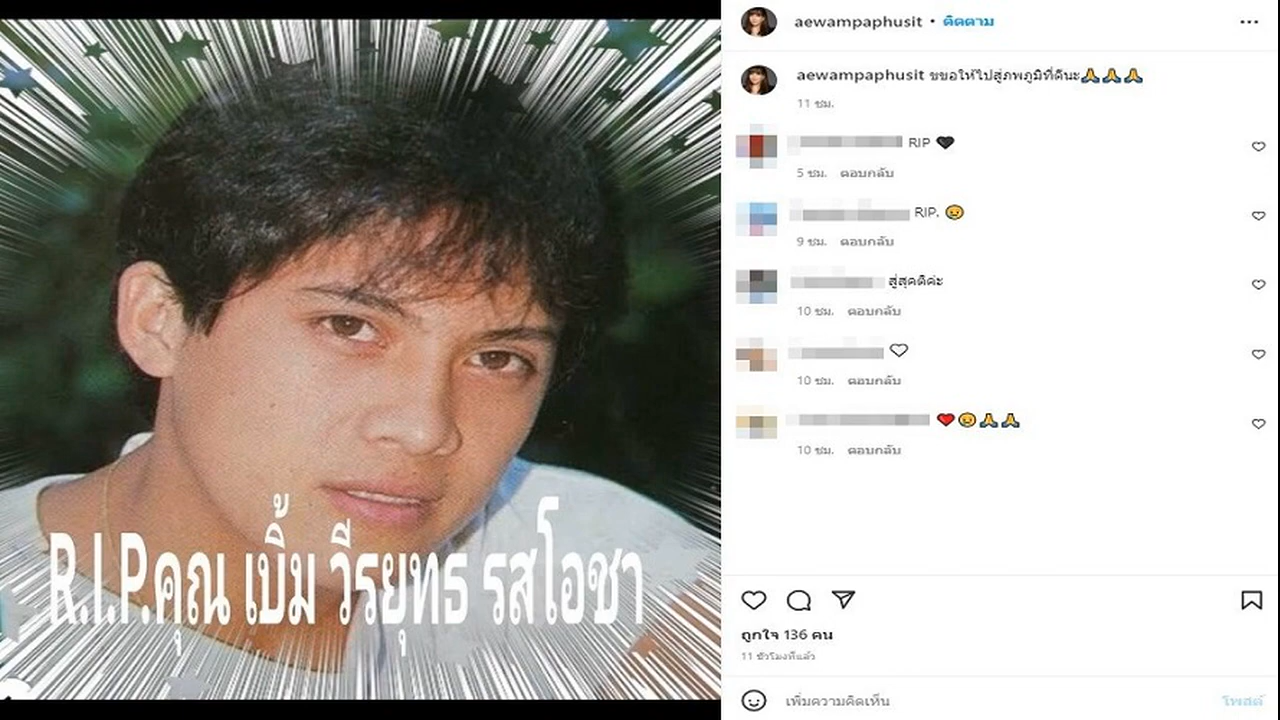 R.I.P.คุณ เบิ้ม วีรยุทธ รสโอชา
aewampaphusit • ติดตาม
aewampaphusit ขขอให้ไปสู่ภพภูมิที่ดีนะ🙏🙏🙏
11 ชม.
RIP 🖤
5 ชม. ตอบกลับ
RIP. 🥲
9 ชม. ตอบกลับ
สู่สุคติค่ะ
10 ชม. ตอบกลับ
🤍
10 ชม. ตอบกลับ
❤️🥲🙏🙏
10 ชม. ตอบกลับ
ถูกใจ 136 คน
11 ชั่วโมงที่แล้ว
เพิ่มความคิดเห็น
โพสต์